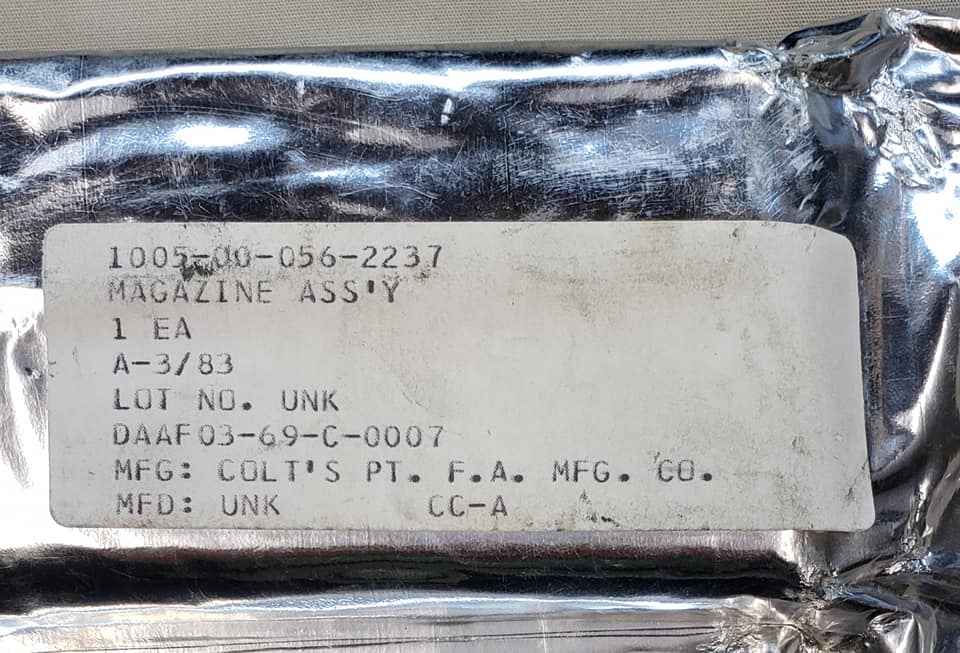 1005-00-056-2237
MAGAZINE ASS'Y
1 EA
A-3/83
LOT NO. UNK
DAAF03-69-C-0007
MFG: COLT'S PT. F.A. MFG. CO.
MFD: UNK CC-A